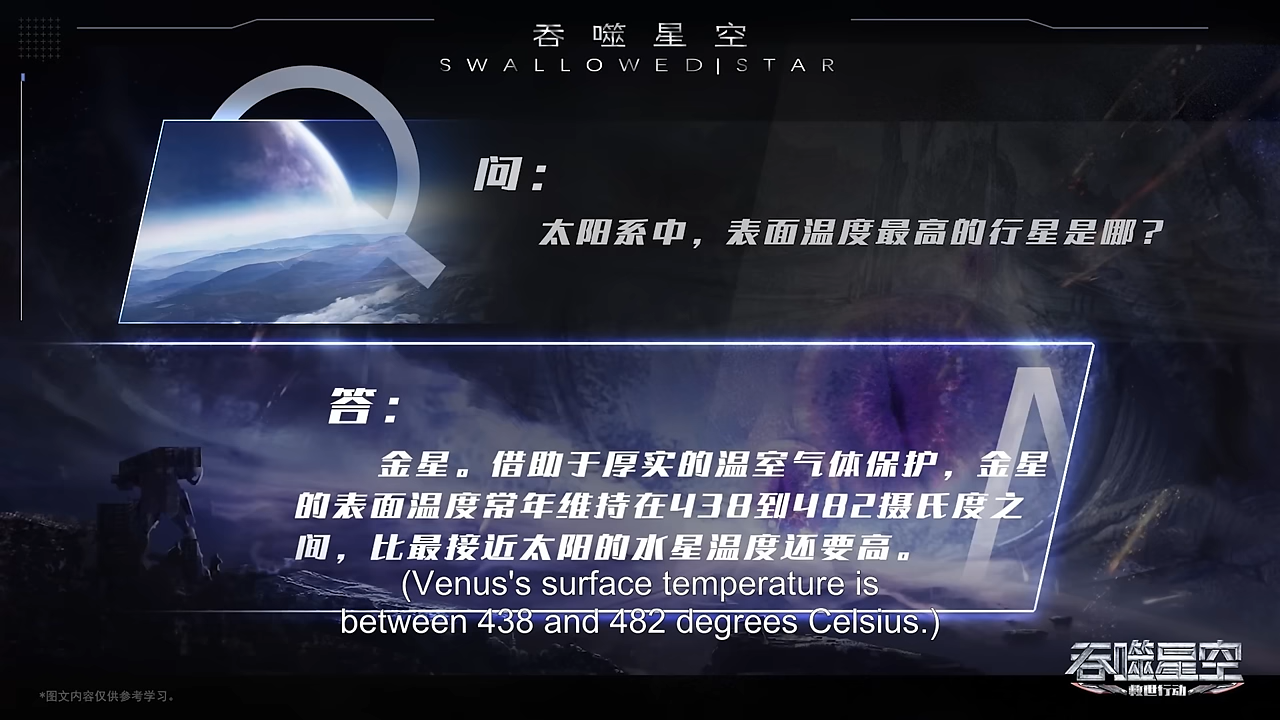 吞噬星空
SWALLOWED|STAR
问：
太阳系中，表面温度最高的行星是哪？
答：
金星。借助于厚实的温室气体保护，金星
的表面温度常年维持在438到482摄氏度之
间，比最接近太阳的水星温度还要高。
(Venus's surface temperature is
between 438 and 482 degrees Celsius.)
吞噬星空
救世行动
*图文内容仅供参考学习。